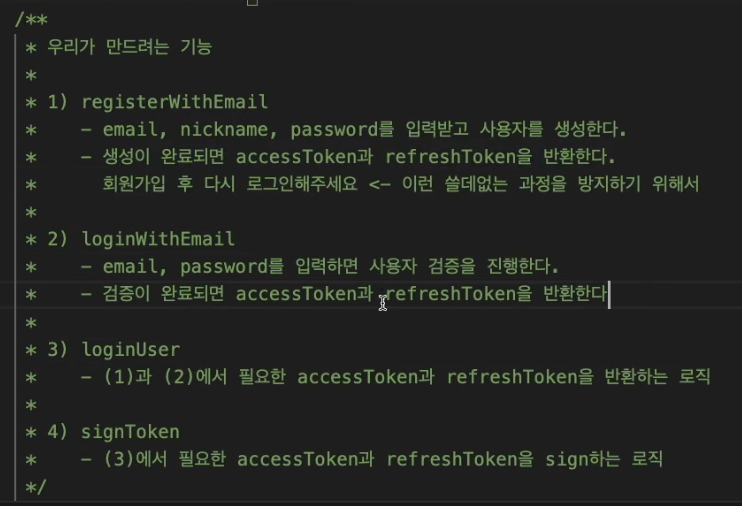 /**
 * 우리가 만드려는 기능
 *
 * 1) registerWithEmail
 *    - email, nickname, password를 입력받고 사용자를 생성한다.
 *    - 생성이 완료되면 accessToken과 refreshToken을 반환한다.
 *      회원가입 후 다시 로그인해주세요 <- 이런 쓸데없는 과정을 방지하기 위해서
 *
 * 2) loginWithEmail
 *    - email, password를 입력하면 사용자 검증을 진행한다.
 *    - 검증이 완료되면 accessToken과 refreshToken을 반환한다
 *
 * 3) loginUser
 *    - (1)과 (2)에서 필요한 accessToken과 refreshToken을 반환하는 로직
 *
 * 4) signToken
 *    - (3)에서 필요한 accessToken과 refreshToken을 sign하는 로직
 */